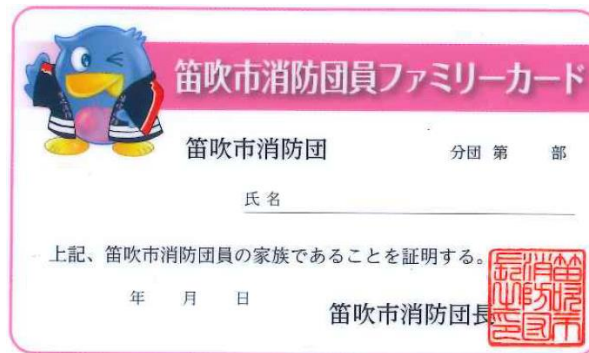 笛吹市消防団員ファミリーカード
笛吹市消防団 分団 第 部
氏 名
上記、笛吹市消防団員の家族であることを証明する。
年 月 日
笛吹市消防団長
笛吹市
消防団
長之印